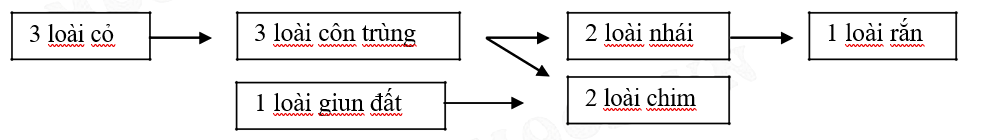 3 loài cỏ
3 loài côn trùng
2 loài nhái
1 loài rắn
1 loài giun đất
2 loài chim